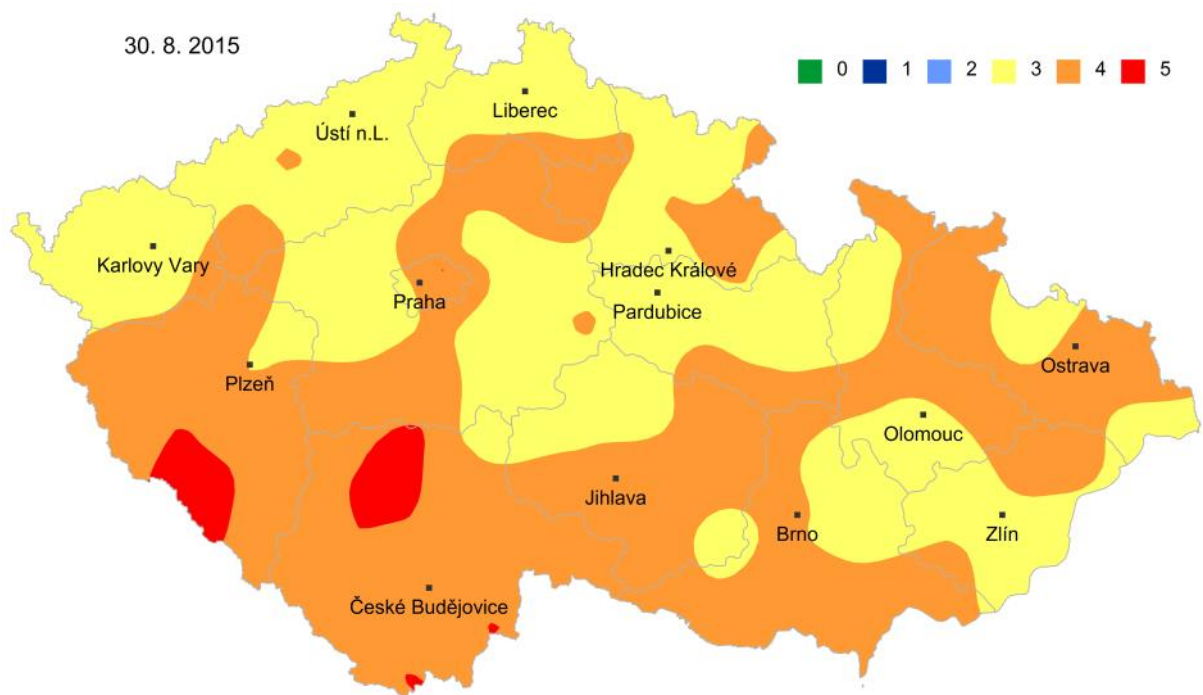 30. 8. 2015
0 1 2 3 4 5
Liberec
Ústí n.L.
Karlovy Vary
Hradec Králové
Praha
Pardubice
Ostrava
Plzeň
Olomouc
Jihlava
Brno
Zlín
České Budějovice